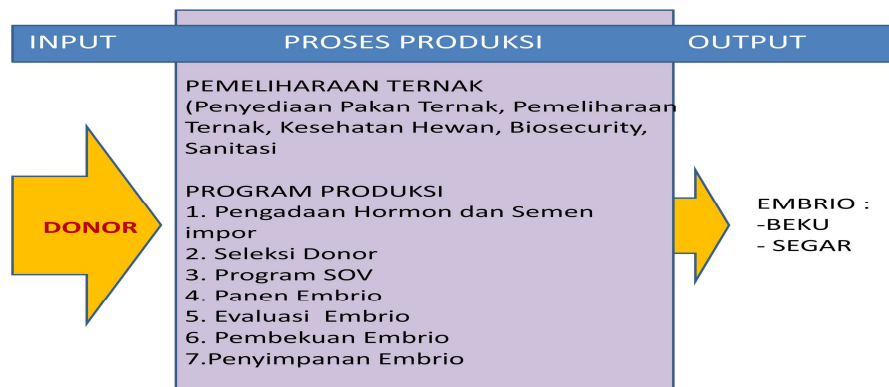 INPUT PROSES PRODUKSI OUTPUT
PEMELIHARAAN TERNAK
(Penyediaan Pakan Ternak, Pemeliharaan
Ternak, Kesehatan Hewan, Biosecurity,
Sanitasi
PROGRAM PRODUKSI
1. Pengadaan Hormon dan Semen
impor
2. Seleksi Donor
3. Program SOV
4. Panen Embrio
5. Evaluasi Embrio
6. Pembekuan Embrio
7.Penyimpanan Embrio
DONOR
EMBRIO :
-BEKU
- SEGAR